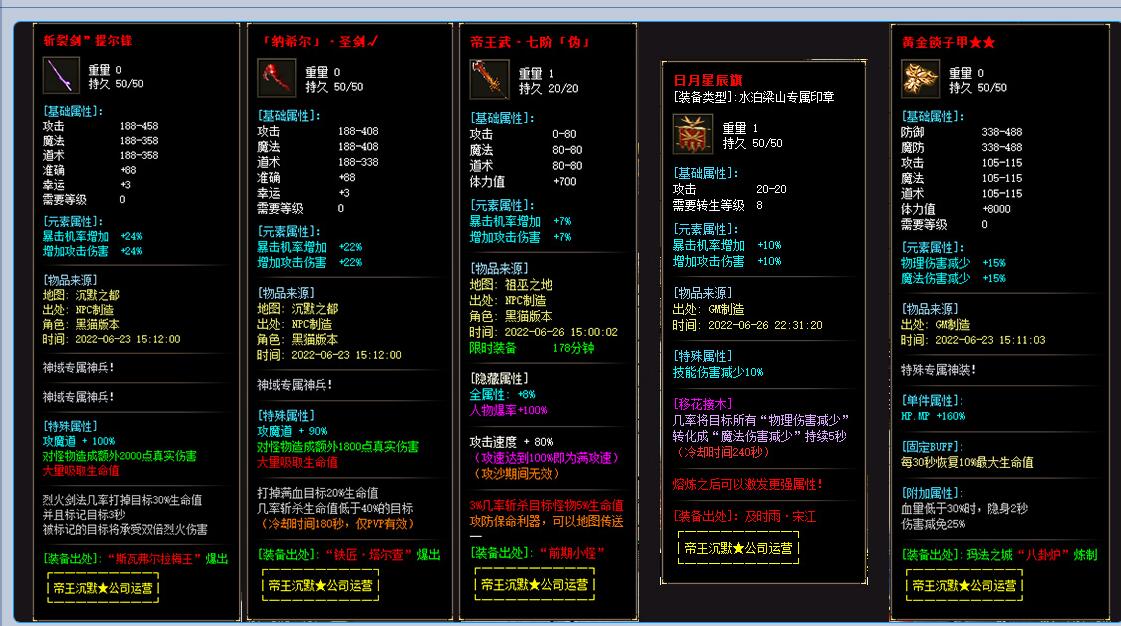 斩裂剑”提尔锋
重量 0
持久 50/50
[基础属性]:
攻击 188-458
魔法 188-358
道术 188-358
准确 +88
幸运 +3
需要等级 0
[元素属性]:
暴击机率增加 +24%
增加攻击伤害 +24%
[物品来源]
地图: 沉默之都
出处: NPC制造
角色: 黑猫版本
时间: 2022-06-23 15:12:00
神域专属神兵!
神域专属神兵!
[特殊属性]
攻魔道 + 100%
对怪物造成额外2000点真实伤害
大量吸取生命值
烈火剑法几率打掉目标30%生命值
并且标记目标3秒
被标记的目标将承受双倍烈火伤害
[装备出处]: “斯瓦弗尔拉梅王” 爆出
帝王沉默★公司运营
「纳希尔」·圣剑√
重量 0
持久 50/50
[基础属性]:
攻击 188-408
魔法 188-408
道术 188-338
准确 +88
幸运 +3
需要等级 0
[元素属性]:
暴击机率增加 +22%
增加攻击伤害 +22%
[物品来源]
地图: 沉默之都
出处: NPC制造
角色: 黑猫版本
时间: 2022-06-23 15:12:00
神域专属神兵!
[特殊属性]
攻魔道 + 90%
对怪物造成额外1800点真实伤害
大量吸取生命值
打掉满血目标20%生命值
几率斩杀生命值低于40%的目标
（冷却时间180秒，仅PVP有效）
[装备出处]: “铁匠·塔尔查” 爆出
帝王沉默★公司运营
帝王武·七阶「伪」
重量 1
持久 20/20
[基础属性]:
攻击 0-80
魔法 80-80
道术 80-80
体力值 +700
[元素属性]:
暴击机率增加 +7%
增加攻击伤害 +7%
[物品来源]
地图: 祖巫之地
出处: NPC制造
角色: 黑猫版本
时间: 2022-06-26 15:00:02
限时装备 178分钟
[隐藏属性]
全属性: +8%
人物爆率+100%
攻击速度 + 80%
（攻速达到100%即为满攻速）
（攻沙期间无效）
3%几率斩杀目标怪物5%生命值
攻防保命利器，可以地图传送
—
[装备出处]: “前期小怪”
帝王沉默★公司运营
日月星辰旗
[装备类型]: 水泊梁山专属印章
重量 1
持久 50/50
[基础属性]:
攻击 20-20
需要转生等级 8
[元素属性]:
暴击机率增加 +10%
增加攻击伤害 +10%
[物品来源]
出处: GM制造
时间: 2022-06-26 22:31:20
[特殊属性]
技能伤害减少10%
[移花接木]
几率将目标所有“物理伤害减少”
转化成“魔法伤害减少”持续5秒
（冷却时间240秒）
熔炼之后可以激发更强属性!
[装备出处]: 及时雨·宋江
帝王沉默★公司运营
黄金锁子甲★★
重量 0
持久 50/50
[基础属性]:
防御 338-488
魔防 338-488
攻击 105-115
魔法 105-115
道术 105-115
体力值 +8000
需要等级 0
[元素属性]:
物理伤害减少 +15%
魔法伤害减少 +15%
[物品来源]
出处: GM制造
时间: 2022-06-23 15:11:03
特殊专属神装!
[单件属性]
HP.MP +160%
[固定BUFF]:
每30秒恢复10%最大生命值
[附加属性]:
血量低于30%时，隐身2秒
伤害减免25%
[装备出处]: 玛法之城 “八卦炉” 炼制
帝王沉默★公司运营